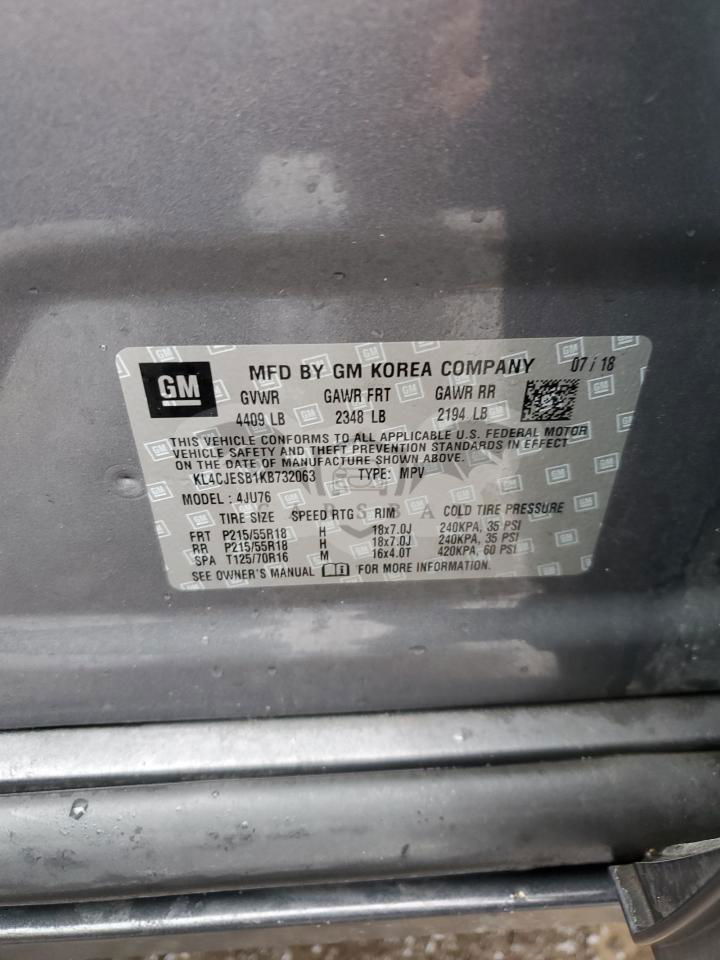 GM MFD BY GM KOREA COMPANY 07/18
GVWR GAWR FRT GAWR RR
4409 LB 2348 LB 2194 LB
THIS VEHICLE CONFORMS TO ALL APPLICABLE U.S. FEDERAL MOTOR
VEHICLE SAFETY AND THEFT PREVENTION STANDARDS IN EFFECT
ON THE DATE OF MANUFACTURE SHOWN ABOVE.
KL4CJESB1KB732063 TYPE: MPV
MODEL: 4JU76
TIRE SIZE SPEED RTG RIM COLD TIRE PRESSURE
FRT P215/55R18 H 18x7.0J 240KPA, 35 PSI
RR P215/55R18 H 18x7.0J 240KPA, 35 PSI
SPA T125/70R16 M 16x4.0T 420KPA, 60 PSI
SEE OWNER'S MANUAL FOR MORE INFORMATION.